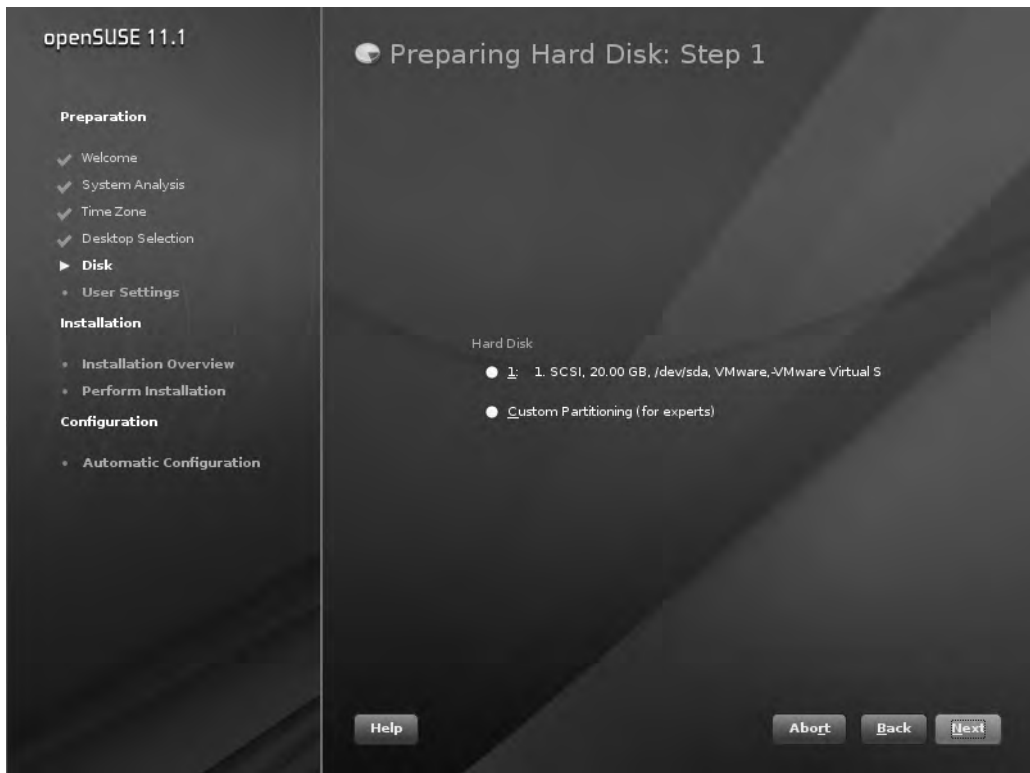 openSUSE 11.1
Preparation
Welcome
System Analysis
Time Zone
Desktop Selection
Disk
User Settings
Installation
Installation Overview
Perform Installation
Configuration
Automatic Configuration
Preparing Hard Disk: Step 1
Hard Disk
1: 1. SCSI, 20.00 GB, /dev/sda, VMware,-VMware Virtual S
Custom Partitioning (for experts)
Help
Abort
Back
Next